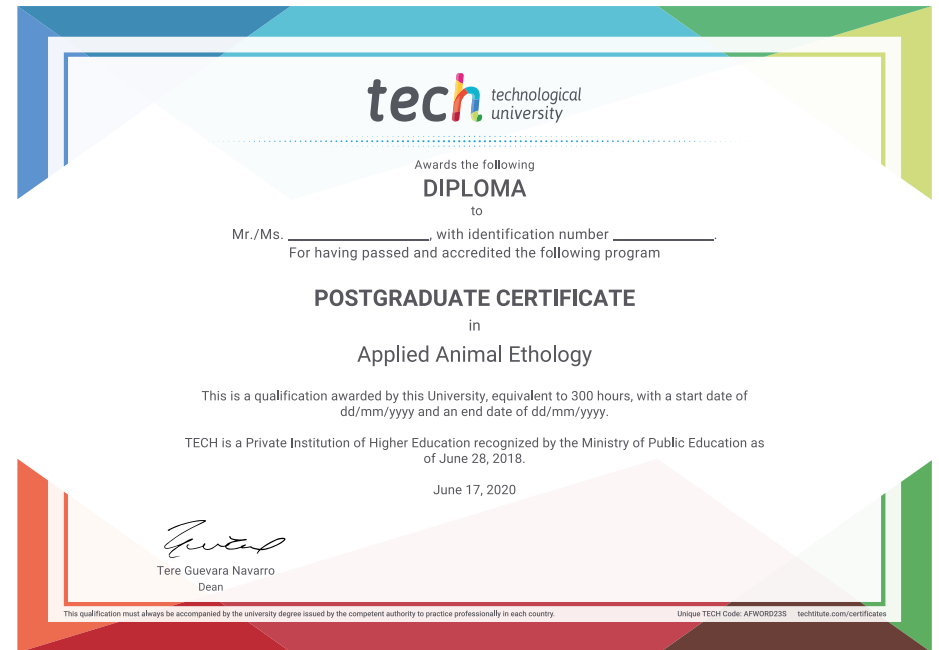 tech technological
university
Awards the following
DIPLOMA
to
Mr./Ms. ____________________, with identification number ______________.
For having passed and accredited the following program
POSTGRADUATE CERTIFICATE
in
Applied Animal Ethology
This is a qualification awarded by this University, equivalent to 300 hours, with a start date of
dd/mm/yyyy and an end date of dd/mm/yyyy.
TECH is a Private Institution of Higher Education recognized by the Ministry of Public Education as
of June 28, 2018.
June 17, 2020
Tere Guevara Navarro
Dean
This qualification must always be accompanied by the university degree issued by the competent authority to practice professionally in each country. Unique TECH Code: AFWORD23S techtitute.com/certificates